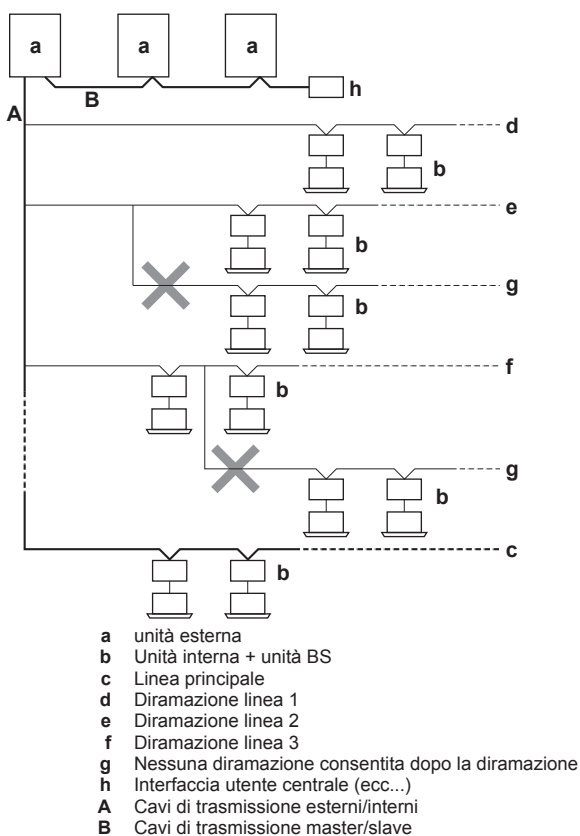 a a a
B h
A
d
b
e
b
g
b
f
b
g
b
c
b
a unità esterna
b Unità interna + unità BS
c Linea principale
d Diramazione linea 1
e Diramazione linea 2
f Diramazione linea 3
g Nessuna diramazione consentita dopo la diramazione
h Interfaccia utente centrale (ecc...)
A Cavi di trasmissione esterni/interni
B Cavi di trasmissione master/slave